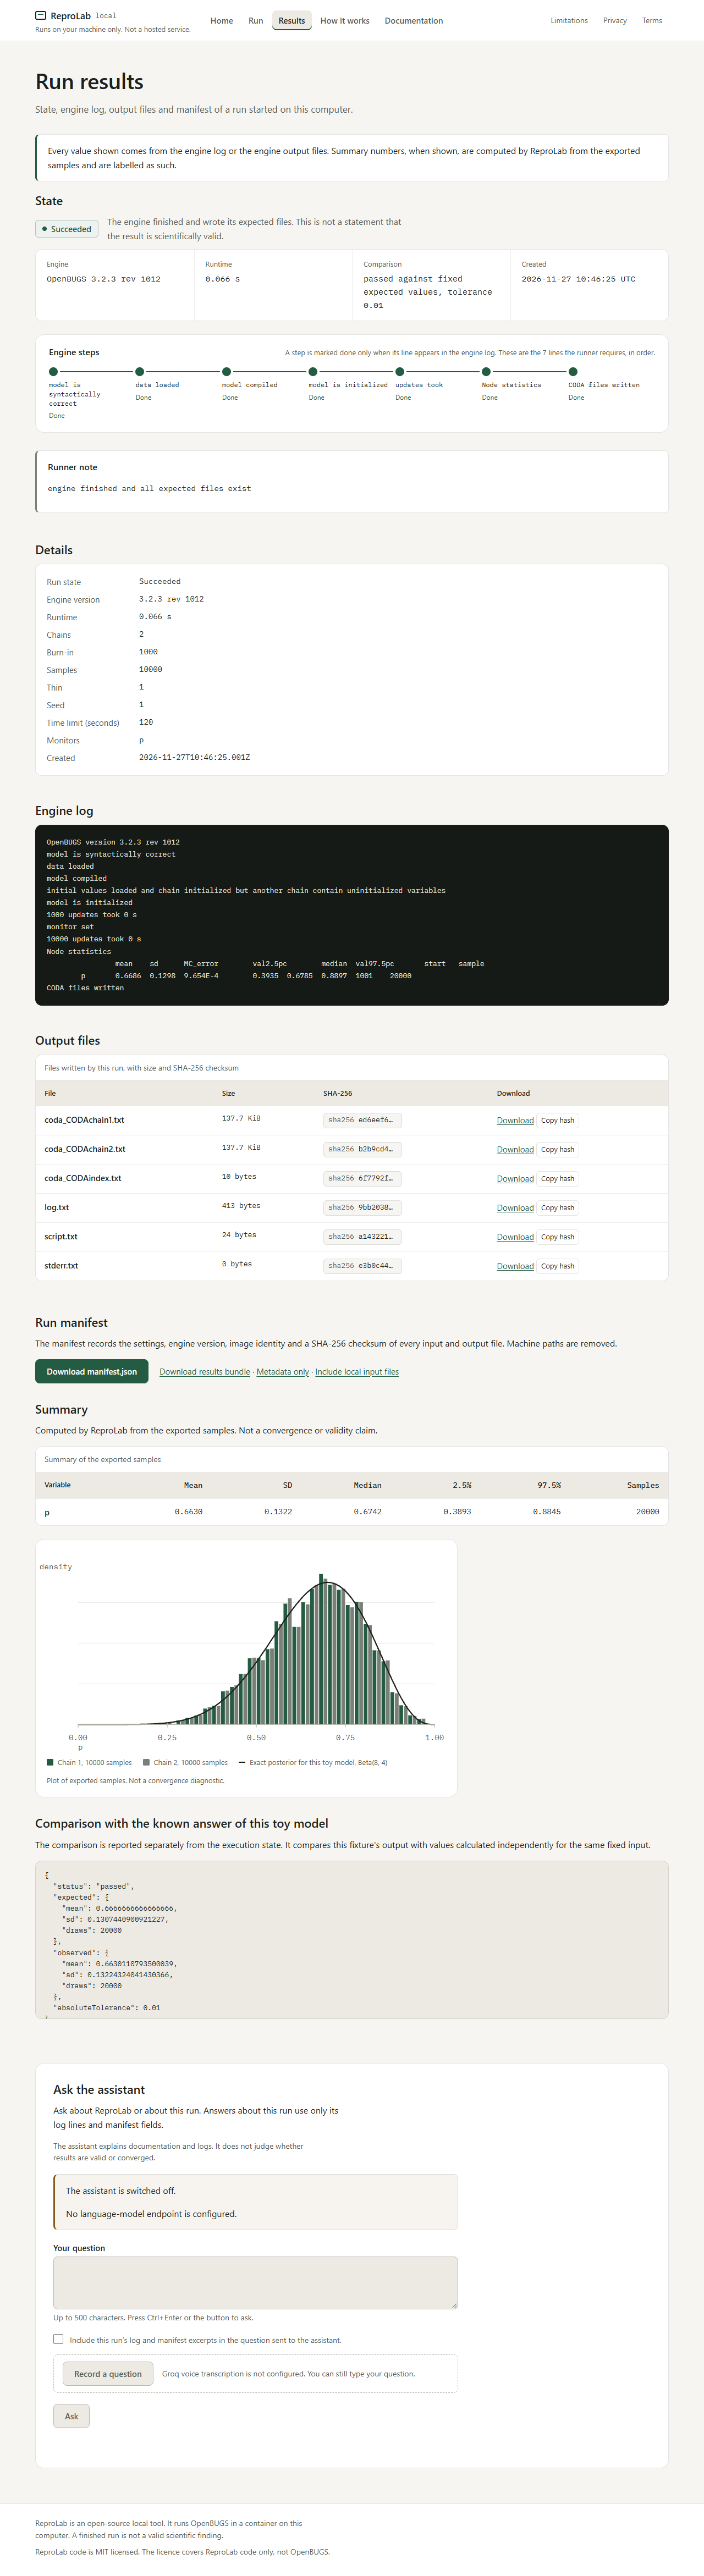 ReproLab local
Runs on your machine only. Not a hosted service.
Home Run Results How it works Documentation
Limitations Privacy Terms
Run results
State, engine log, output files and manifest of a run started on this computer.
Every value shown comes from the engine log or the engine output files. Summary numbers, when shown, are computed by ReproLab from the exported
samples and are labelled as such.
State
Succeeded
The engine finished and wrote its expected files. This is not a statement that
the result is scientifically valid.
Engine
OpenBUGS 3.2.3 rev 1012
Runtime
0.066 s
Comparison
passed against fixed
expected values, tolerance
0.01
Created
2026-11-27 10:46:25 UTC
Engine steps
A step is marked done only when its line appears in the engine log. These are the 7 lines the runner requires, in order.
model is
syntactically
correct
Done
data loaded
Done
model compiled
Done
model is initialized
Done
updates took
Done
Node statistics
Done
CODA files written
Done
Runner note
engine finished and all expected files exist
Details
Run state Succeeded
Engine version 3.2.3 rev 1012
Runtime 0.066 s
Chains 2
Burn-in 1000
Samples 10000
Thin 1
Seed 1
Time limit (seconds) 120
Monitors p
Created 2026-11-27T10:46:25.001Z
Engine log
OpenBUGS version 3.2.3 rev 1012
model is syntactically correct
data loaded
model compiled
initial values loaded and chain initialized but another chain contain uninitialized variables
model is initialized
1000 updates took 0 s
monitor set
10000 updates took 0 s
Node statistics
mean sd MC_error val2.5pc median val97.5pc start sample
p 0.6686 0.1298 9.654E-4 0.3935 0.6785 0.8897 1001 20000
CODA files written
Output files
Files written by this run, with size and SHA-256 checksum
File Size SHA-256 Download
coda_CODAchain1.txt 137.7 KiB sha256 ed6eef6… Download Copy hash
coda_CODAchain2.txt 137.7 KiB sha256 b2b9cd4… Download Copy hash
coda_CODAindex.txt 10 bytes sha256 6f7792f… Download Copy hash
log.txt 413 bytes sha256 9bb2038… Download Copy hash
script.txt 24 bytes sha256 a143221… Download Copy hash
stderr.txt 0 bytes sha256 e3b0c44… Download Copy hash
Run manifest
The manifest records the settings, engine version, image identity and a SHA-256 checksum of every input and output file. Machine paths are removed.
Download manifest.json Download results bundle · Metadata only · Include local input files
Summary
Computed by ReproLab from the exported samples. Not a convergence or validity claim.
Summary of the exported samples
Variable Mean SD Median 2.5% 97.5% Samples
p 0.6630 0.1322 0.6742 0.3893 0.8845 20000
density
0.00 0.25 0.50 0.75 1.00
p
Chain 1, 10000 samples Chain 2, 10000 samples Exact posterior for this toy model, Beta(8, 4)
Plot of exported samples. Not a convergence diagnostic.
Comparison with the known answer of this toy model
The comparison is reported separately from the execution state. It compares this fixture's output with values calculated independently for the same fixed input.
{
"status": "passed",
"expected": {
"mean": 0.6666666666666666,
"sd": 0.1307440900921227,
"draws": 20000
},
"observed": {
"mean": 0.6630110793500039,
"sd": 0.13224324041430366,
"draws": 20000
},
"absoluteTolerance": 0.01
Ask the assistant
Ask about ReproLab or about this run. Answers about this run use only its
log lines and manifest fields.
The assistant explains documentation and logs. It does not judge whether
results are valid or converged.
The assistant is switched off.
No language-model endpoint is configured.
Your question
Up to 500 characters. Press Ctrl+Enter or the button to ask.
Include this run's log and manifest excerpts in the question sent to the assistant.
Record a question Groq voice transcription is not configured. You can still type your question.
Ask
ReproLab is an open-source local tool. It runs OpenBUGS in a container on this
computer. A finished run is not a valid scientific finding.
ReproLab code is MIT licensed. The licence covers ReproLab code only, not OpenBUGS.